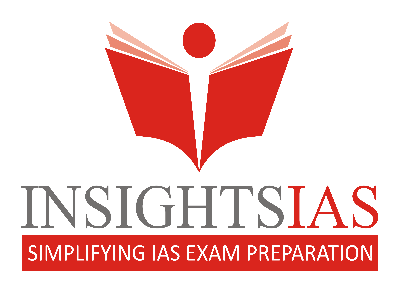 INSIGHTSIAS
SIMPLIFYING IAS EXAM PREPARATION